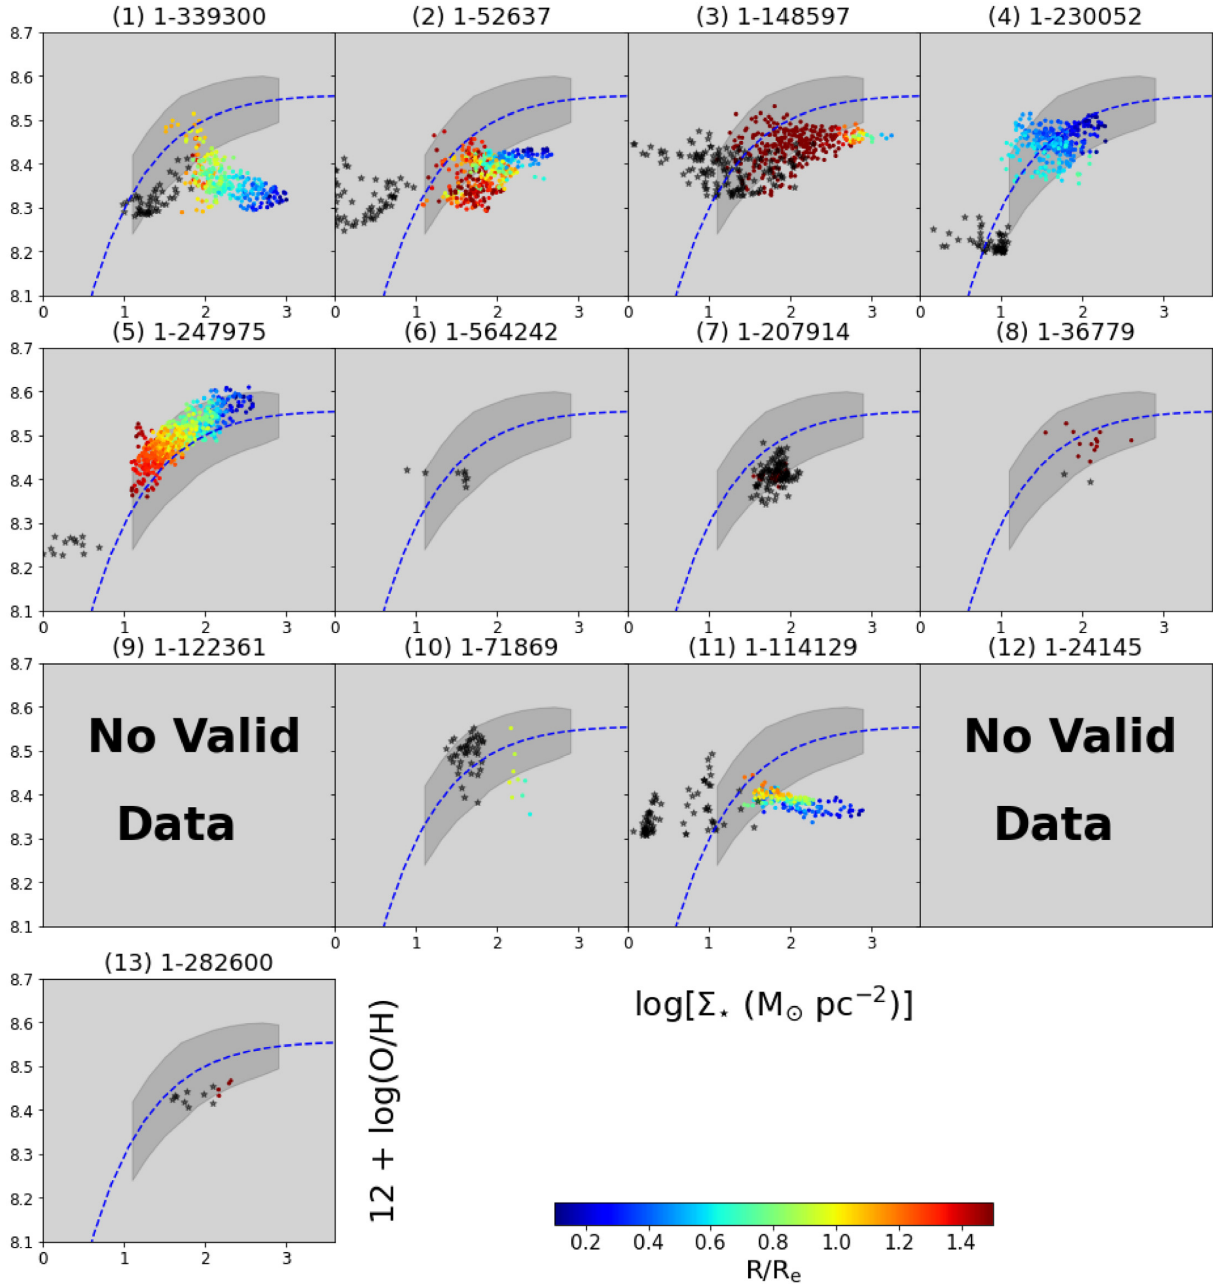 (1) 1-339300 (2) 1-52637 (3) 1-148597 (4) 1-230052
8.7
8.6
8.5
8.4
8.3
8.2
8.1
0 1 2 3 0 1 2 3 0 1 2 3 0 1 2 3
(5) 1-247975 (6) 1-564242 (7) 1-207914 (8) 1-36779
8.7
8.6
8.5
8.4
8.3
8.2
8.1
0 1 2 3 0 1 2 3 0 1 2 3 0 1 2 3
(9) 1-122361 (10) 1-71869 (11) 1-114129 (12) 1-24145
8.7
8.6
8.5
8.4
8.3
8.2
8.1
No Valid No Valid
Data Data
0 1 2 3 0 1 2 3
(13) 1-282600
8.7
8.6
8.5
8.4
8.3
8.2
8.1
0 1 2 3
12 + log(O/H)
log[Σ⋆ (M⊙ pc⁻²)]
0.2 0.4 0.6 0.8 1.0 1.2 1.4
R/Rₑ